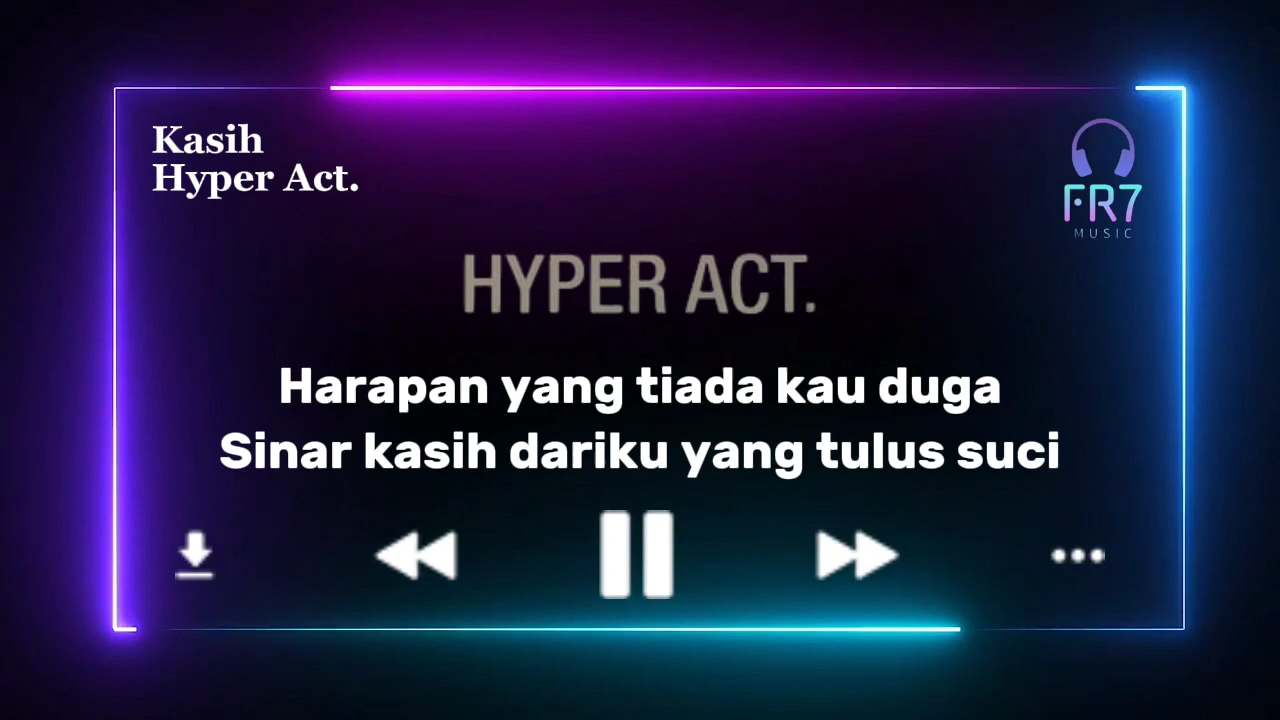 Kasih
Hyper Act.
FR7
MUSIC
HYPER ACT.
Harapan yang tiada kau duga
Sinar kasih dariku yang tulus suci